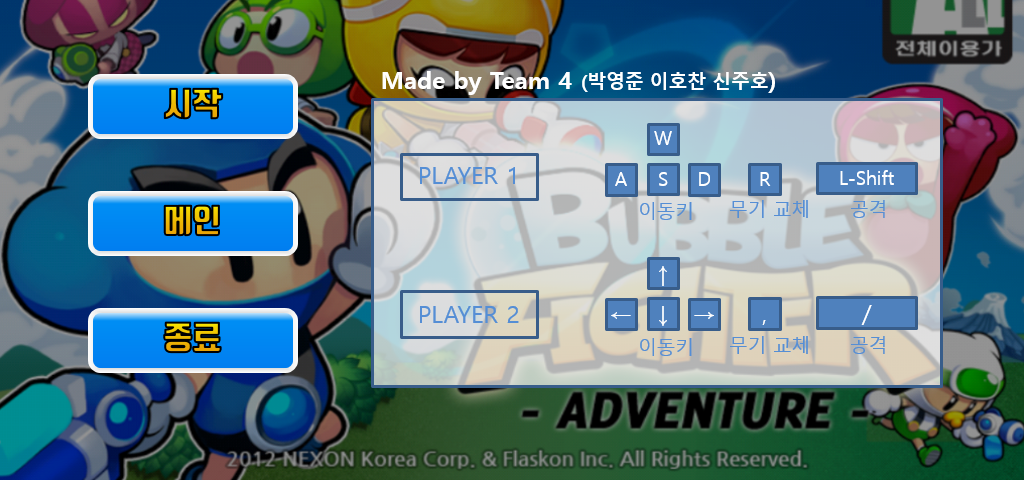 전체이용가
Made by Team 4 (박영준 이호찬 신주호)
시작
메인
종료
PLAYER 1
W
A S D R L-Shift
이동키 무기 교체 공격
PLAYER 2
↑
← ↓ → , /
이동키 무기 교체 공격
BUBBLE
FIGHTER
- ADVENTURE -
2012 NEXON Korea Corp. & Flaskon Inc. All Rights Reserved.